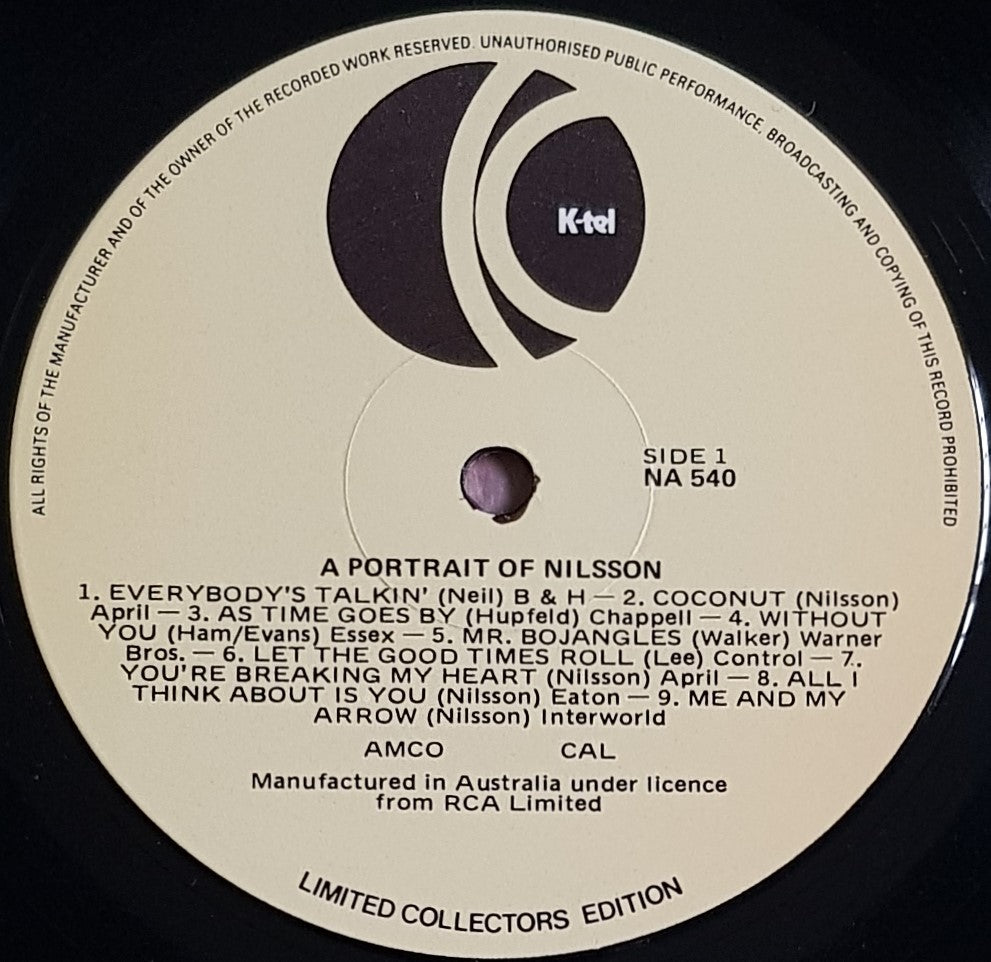 ALL RIGHTS OF THE MANUFACTURER AND OF THE OWNER OF THE RECORDED WORK RESERVED. UNAUTHORISED PUBLIC PERFORMANCE, BROADCASTING AND COPYING OF THIS RECORD PROHIBITED
K-tel
SIDE 1
NA 540
A PORTRAIT OF NILSSON
1. EVERYBODY'S TALKIN' (Neil) B & H — 2. COCONUT (Nilsson)
April — 3. AS TIME GOES BY (Hupfeld) Chappell — 4. WITHOUT
YOU (Ham/Evans) Essex — 5. MR. BOJANGLES (Walker) Warner
Bros. — 6. LET THE GOOD TIMES ROLL (Lee) Control — 7.
YOU'RE BREAKING MY HEART (Nilsson) April — 8. ALL I
THINK ABOUT IS YOU (Nilsson) Eaton — 9. ME AND MY
ARROW (Nilsson) Interworld
AMCO CAL
Manufactured in Australia under licence
from RCA Limited
LIMITED COLLECTORS EDITION